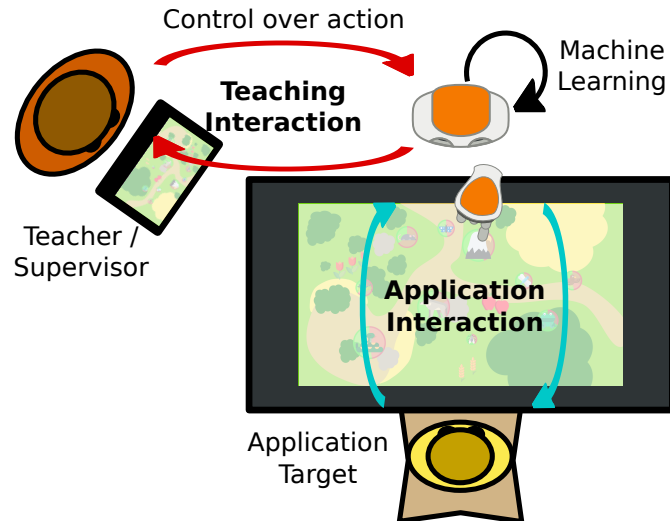 Control over action
Machine
Learning
Teaching
Interaction
Teacher /
Supervisor
Application
Interaction
Application
Target